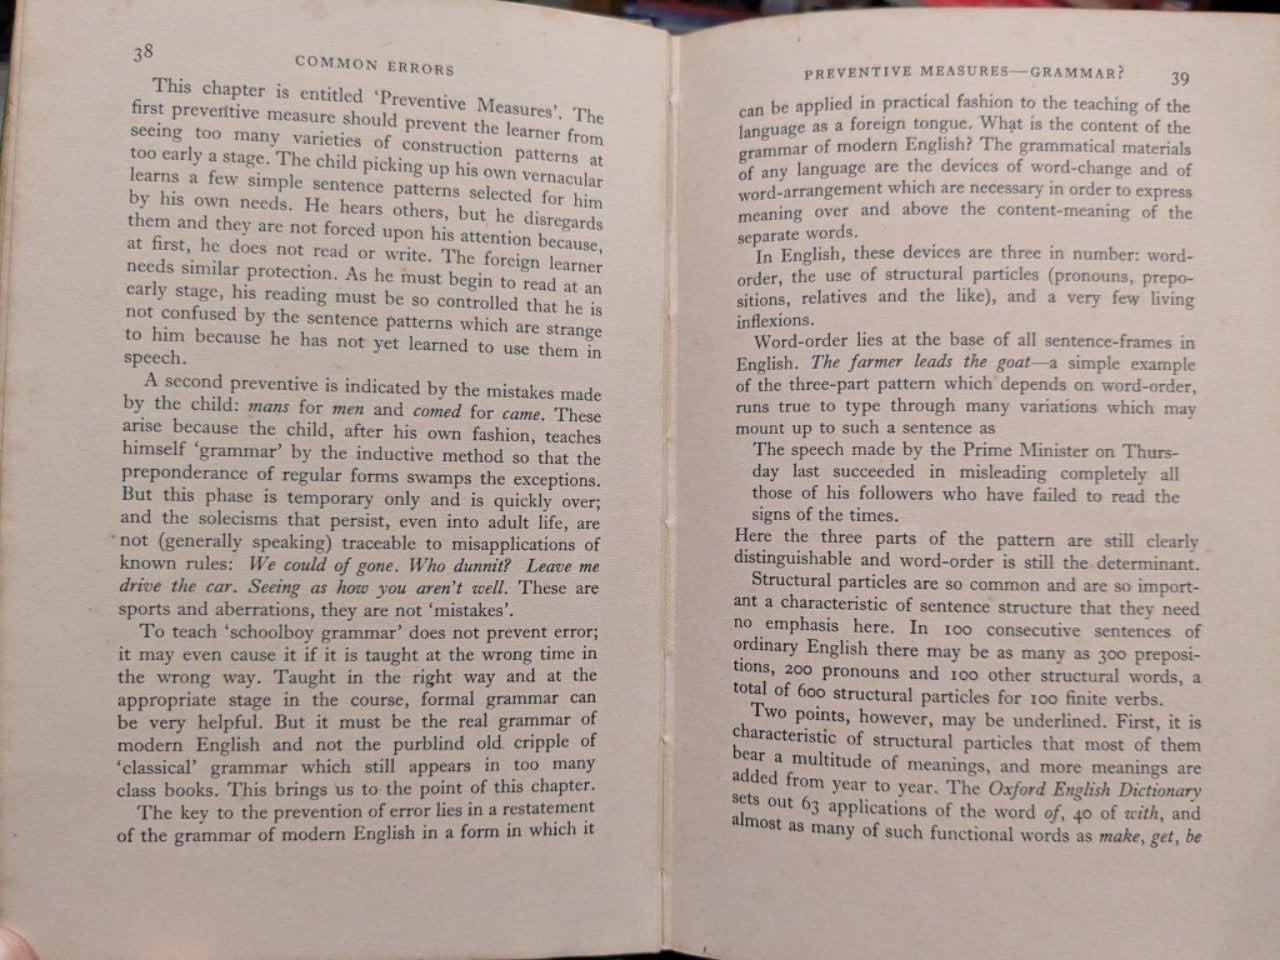 38
COMMON ERRORS
This chapter is entitled ‘Preventive Measures’. The
first preventive measure should prevent the learner from
seeing too many varieties of construction patterns at
too early a stage. The child picking up his own vernacular
learns a few simple sentence patterns selected for him
by his own needs. He hears others, but he disregards
them and they are not forced upon his attention because,
at first, he does not read or write. The foreign learner
needs similar protection. As he must begin to read at an
early stage, his reading must be so controlled that he is
not confused by the sentence patterns which are strange
to him because he has not yet learned to use them in
speech.
A second preventive is indicated by the mistakes made
by the child: mans for men and comed for came. These
arise because the child, after his own fashion, teaches
himself ‘grammar’ by the inductive method so that the
preponderance of regular forms swamps the exceptions.
But this phase is temporary only and is quickly over;
and the solecisms that persist, even into adult life, are
not (generally speaking) traceable to misapplications of
known rules: We could of gone. Who dunnit? Leave me
drive the car. Seeing as how you aren't well. These are
sports and aberrations, they are not ‘mistakes’.
To teach ‘schoolboy grammar’ does not prevent error;
it may even cause it if it is taught at the wrong time in
the wrong way. Taught in the right way and at the
appropriate stage in the course, formal grammar can
be very helpful. But it must be the real grammar of
modern English and not the purblind old cripple of
‘classical’ grammar which still appears in too many
class books. This brings us to the point of this chapter.
The key to the prevention of error lies in a restatement
of the grammar of modern English in a form in which it
PREVENTIVE MEASURES—GRAMMAR?
39
can be applied in practical fashion to the teaching of the
language as a foreign tongue. What is the content of the
grammar of modern English? The grammatical materials
of any language are the devices of word-change and of
word-arrangement which are necessary in order to express
meaning over and above the content-meaning of the
separate words.
In English, these devices are three in number: word-
order, the use of structural particles (pronouns, prepo-
sitions, relatives and the like), and a very few living
inflexions.
Word-order lies at the base of all sentence-frames in
English. The farmer leads the goat—a simple example
of the three-part pattern which depends on word-order,
runs true to type through many variations which may
mount up to such a sentence as
The speech made by the Prime Minister on Thurs-
day last succeeded in misleading completely all
those of his followers who have failed to read the
signs of the times.
Here the three parts of the pattern are still clearly
distinguishable and word-order is still the determinant.
Structural particles are so common and are so import-
ant a characteristic of sentence structure that they need
no emphasis here. In 100 consecutive sentences of
ordinary English there may be as many as 300 preposi-
tions, 200 pronouns and 100 other structural words, a
total of 600 structural particles for 100 finite verbs.
Two points, however, may be underlined. First, it is
characteristic of structural particles that most of them
bear a multitude of meanings, and more meanings are
added from year to year. The Oxford English Dictionary
sets out 63 applications of the word of, 40 of with, and
almost as many of such functional words as make, get, be